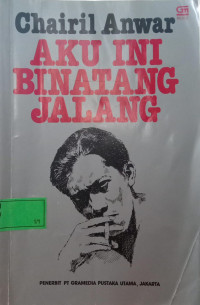 Chairil Anwar
AKU INI
BINATANG
JALANG
PENERBIT PT GRAMEDIA PUSTAKA UTAMA, JAKARTA